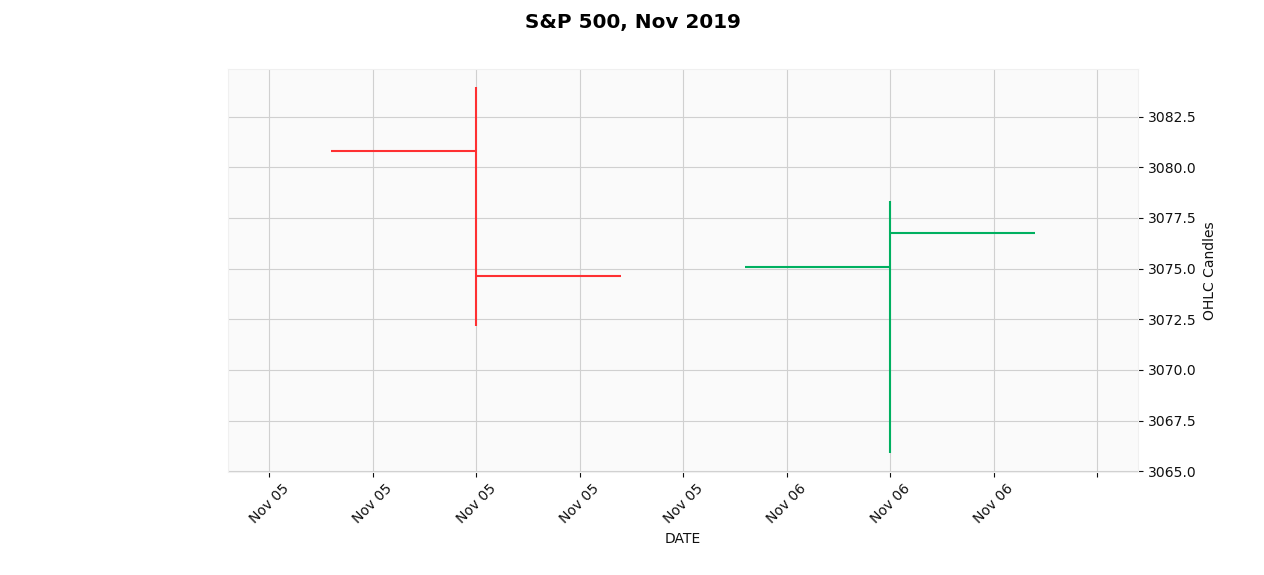 S&P 500, Nov 2019
3082.5
3080.0
3077.5
3075.0
3072.5
3070.0
3067.5
3065.0
OHLC Candles
Nov 05
Nov 05
Nov 05
Nov 05
Nov 05
Nov 06
Nov 06
Nov 06
DATE